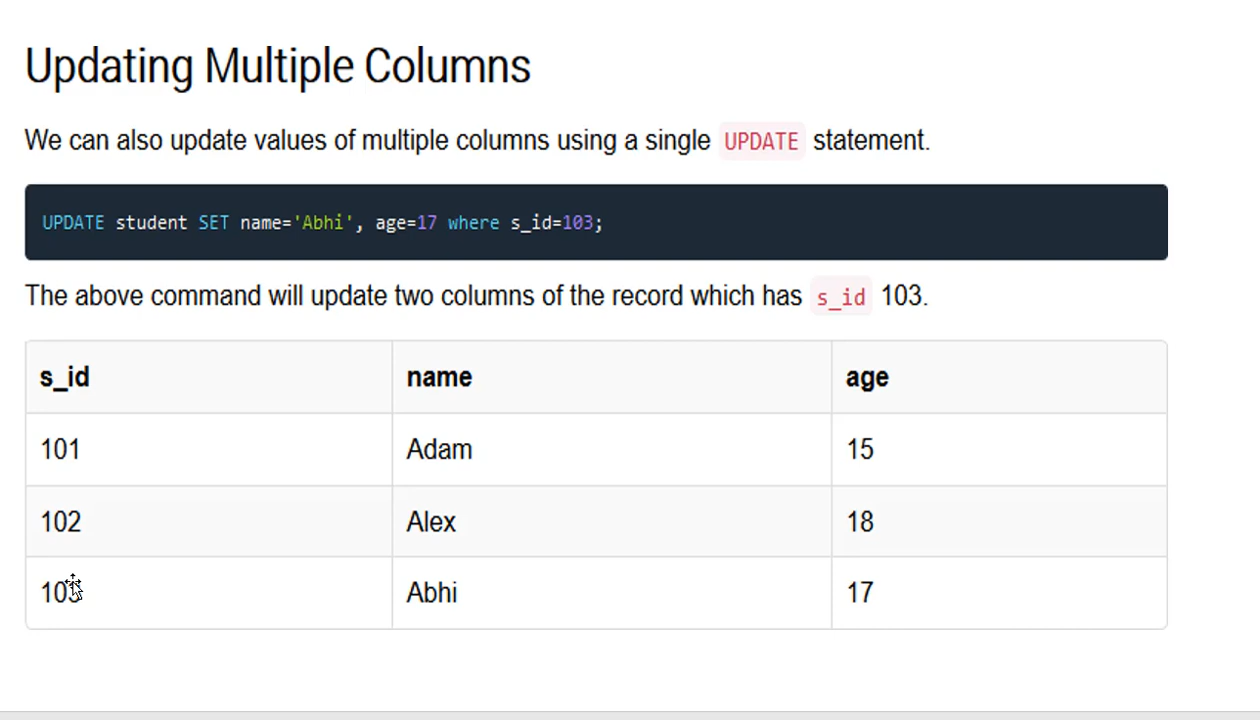 Updating Multiple Columns
We can also update values of multiple columns using a single UPDATE statement.
UPDATE student SET name='Abhi', age=17 where s_id=103;
The above command will update two columns of the record which has s_id 103.
s_id name age
101 Adam 15
102 Alex 18
103 Abhi 17